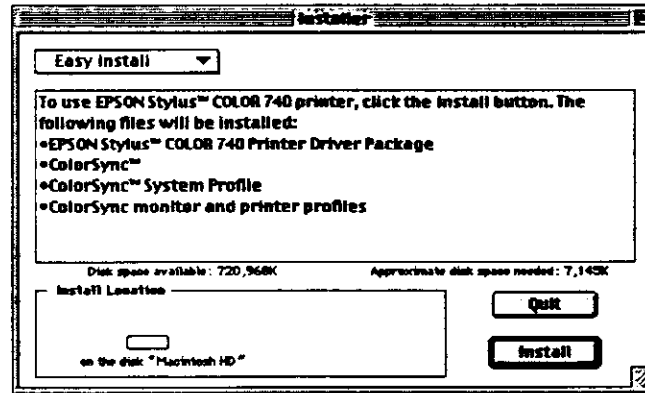 Installer
Easy Install
To use EPSON Stylus™ COLOR 740 printer, click the Install button. The
following files will be installed:
•EPSON Stylus™ COLOR 740 Printer Driver Package
•ColorSync™
•ColorSync™ System Profile
•ColorSync monitor and printer profiles
Disk space available: 720,968K Approximate disk space needed: 7,145K
Install Location
Quit
on the disk "Macintosh HD"
Install